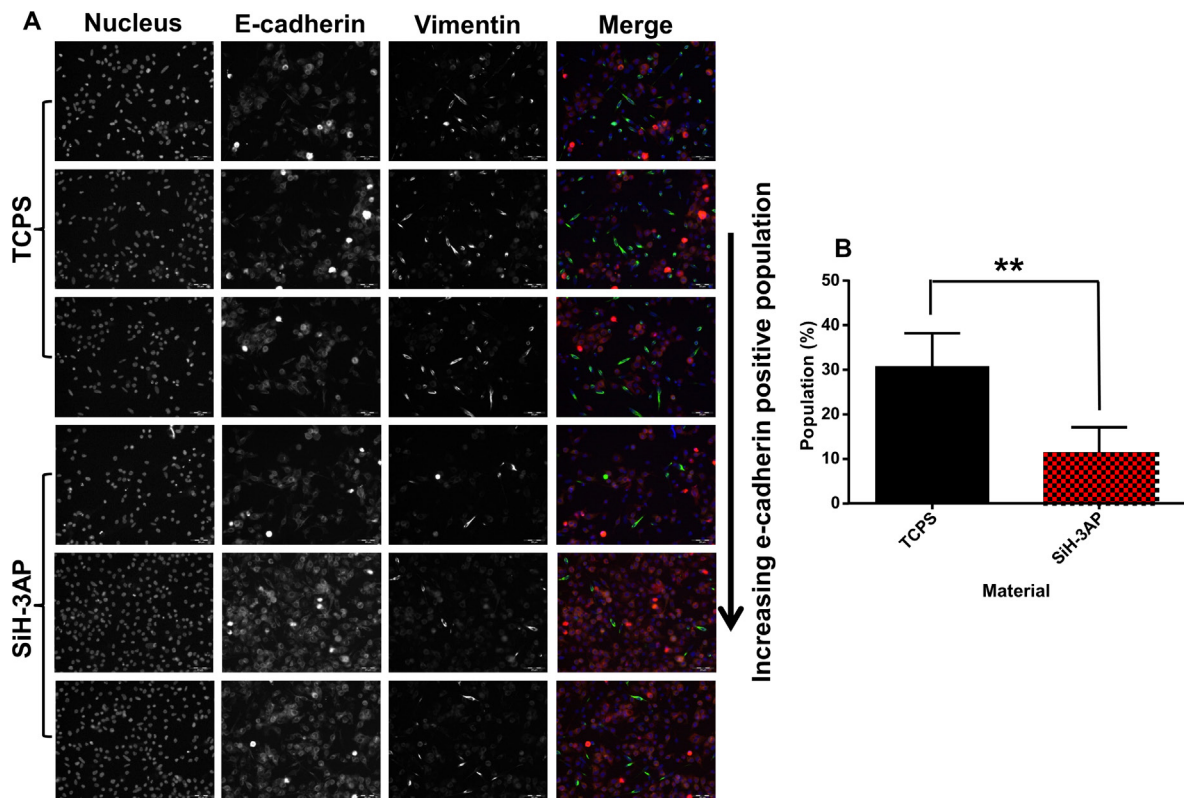 A
Nucleus
E-cadherin
Vimentin
Merge
TCPS
SiH-3AP
Increasing e-cadherin positive population
B
**
Population (%)
50
40
30
20
10
0
TCPS
SiH-3AP
Material